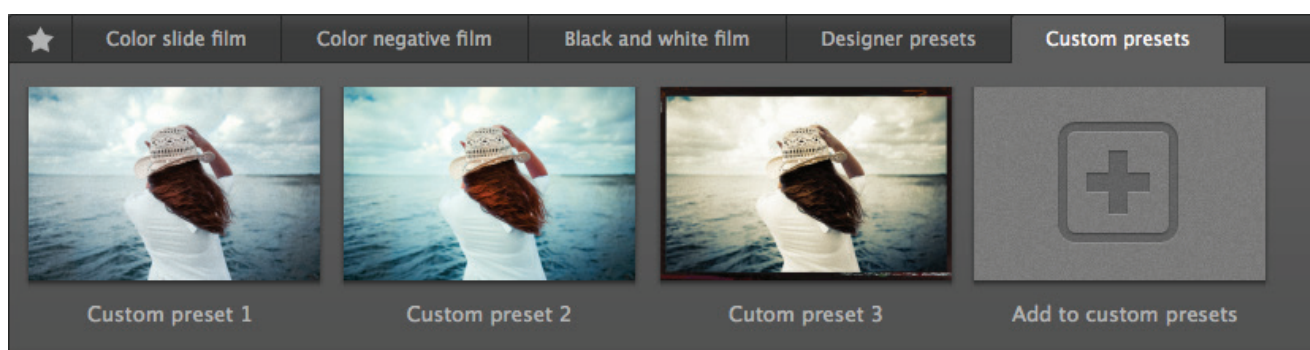 Color slide film Color negative film Black and white film Designer presets Custom presets
Custom preset 1 Custom preset 2 Cutom preset 3 Add to custom presets